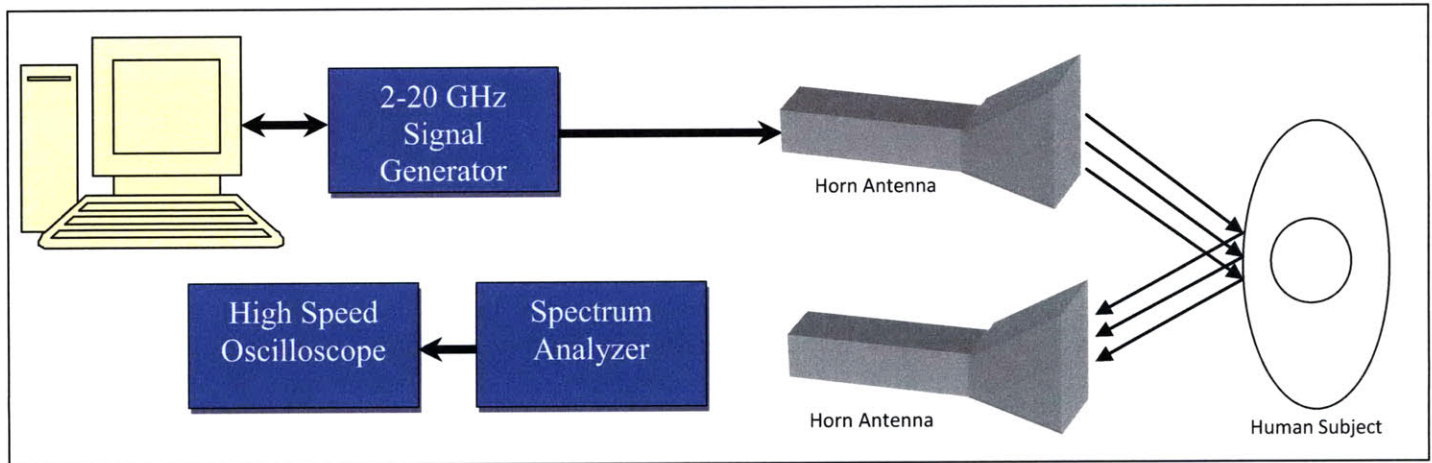 2-20 GHz
Signal
Generator
Horn Antenna
High Speed
Oscilloscope
Spectrum
Analyzer
Horn Antenna
Human Subject